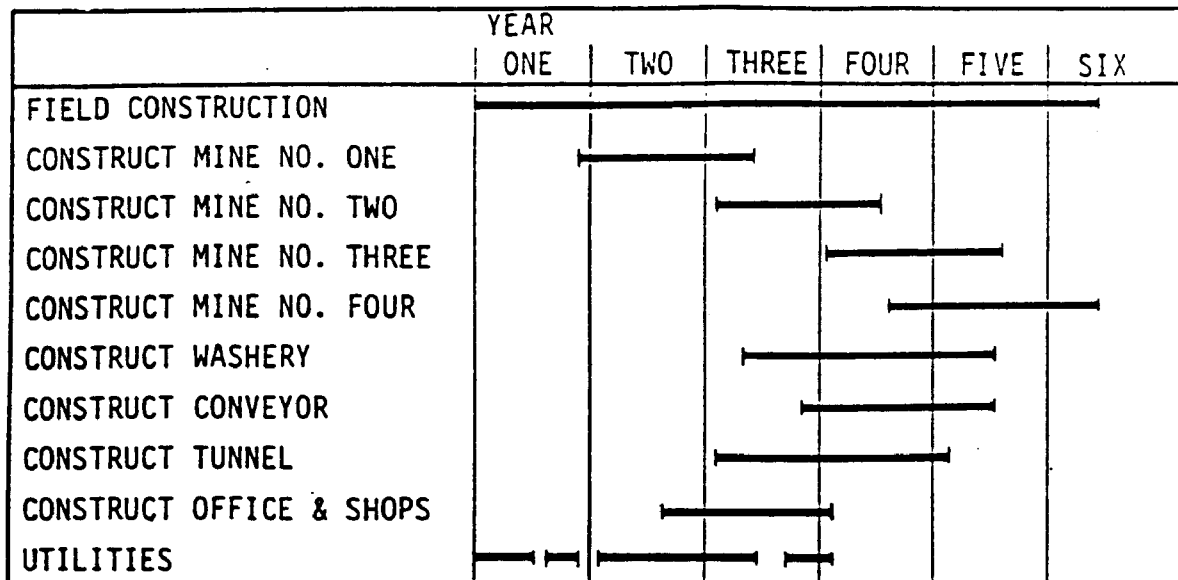 YEAR
ONE TWO THREE FOUR FIVE SIX
FIELD CONSTRUCTION
CONSTRUCT MINE NO. ONE
CONSTRUCT MINE NO. TWO
CONSTRUCT MINE NO. THREE
CONSTRUCT MINE NO. FOUR
CONSTRUCT WASHERY
CONSTRUCT CONVEYOR
CONSTRUCT TUNNEL
CONSTRUCT OFFICE & SHOPS
UTILITIES